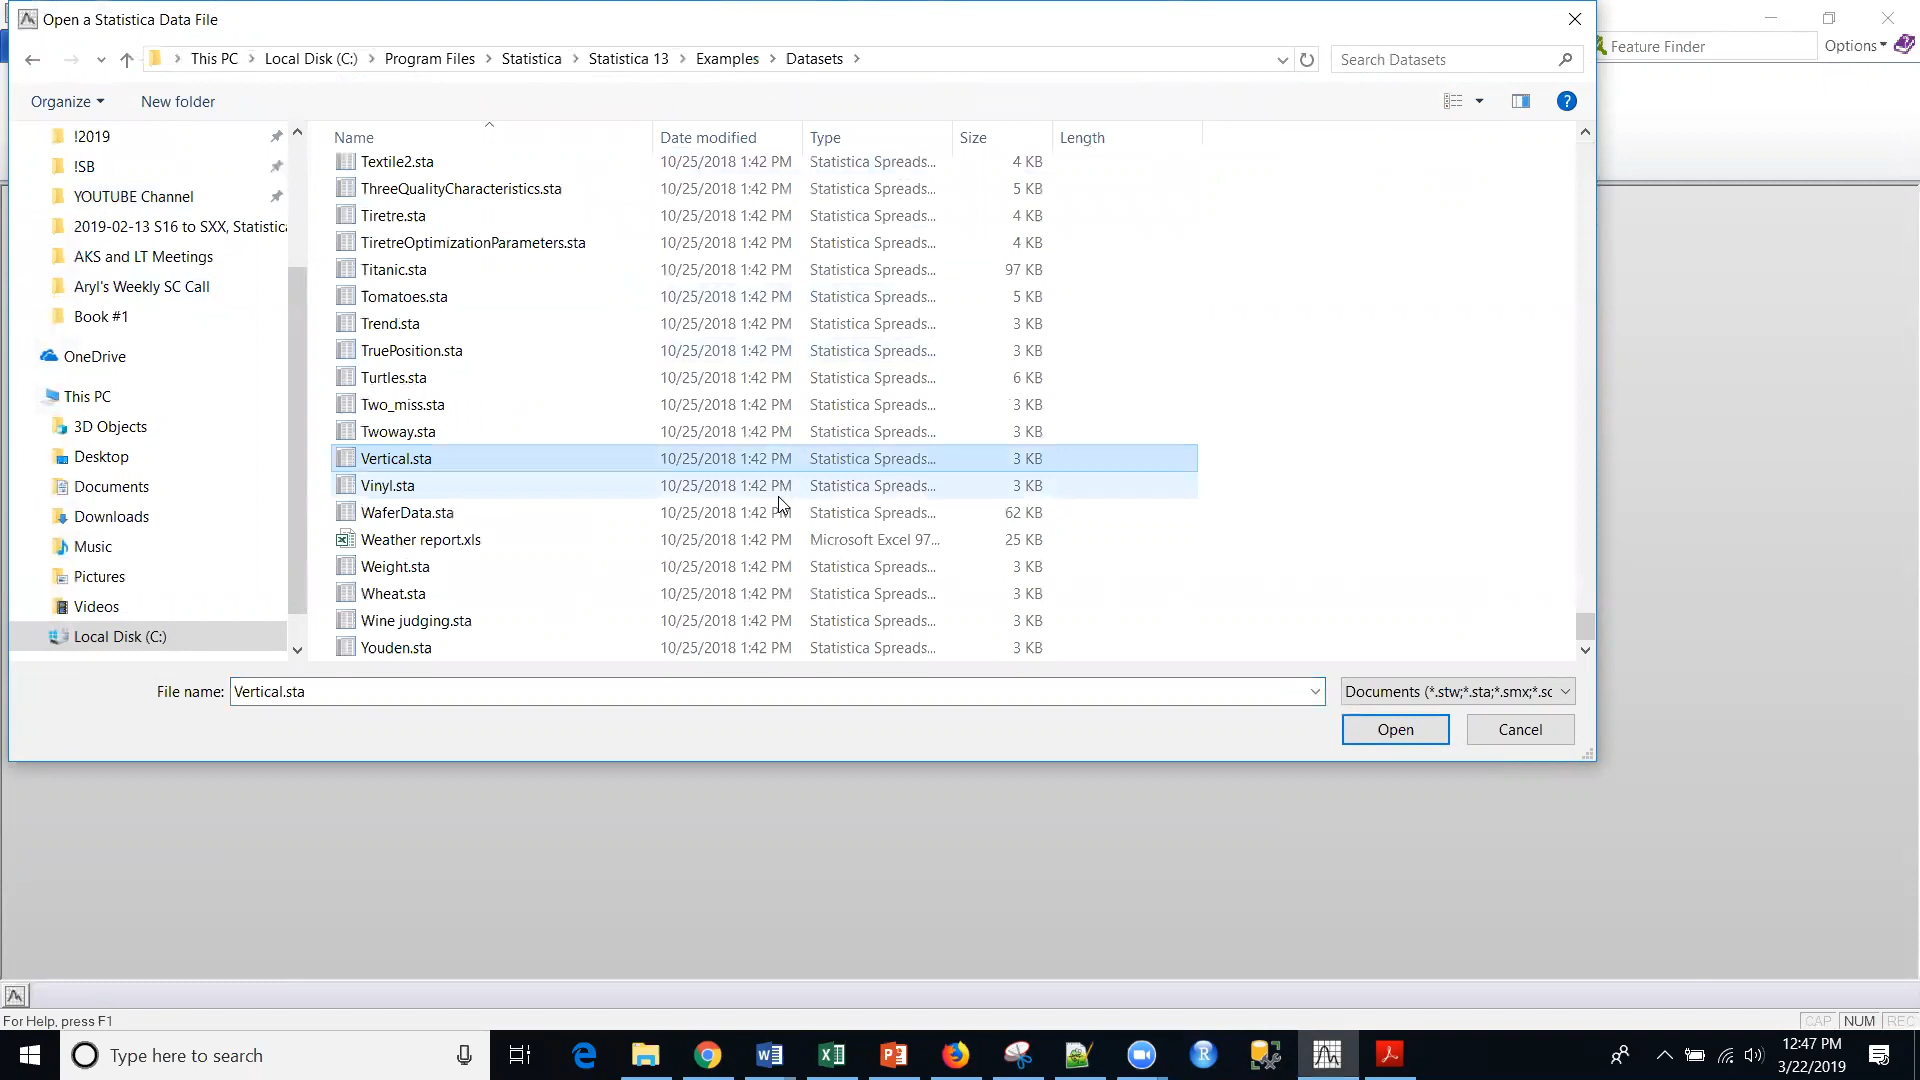 Open a Statistica Data File
This PC > Local Disk (C:) > Program Files > Statistica > Statistica 13 > Examples > Datasets >
Search Datasets
Feature Finder
Options
Organize
New folder
Name Date modified Type Size Length
!2019
!SB
YOUTUBE Channel
2019-02-13 S16 to SXX, Statistica
AKS and LT Meetings
Aryl's Weekly SC Call
Book #1
OneDrive
This PC
3D Objects
Desktop
Documents
Downloads
Music
Pictures
Videos
Local Disk (C:)
Textile2.sta 10/25/2018 1:42 PM Statistica Spreads... 4 KB
ThreeQualityCharacteristics.sta 10/25/2018 1:42 PM Statistica Spreads... 5 KB
Tiretre.sta 10/25/2018 1:42 PM Statistica Spreads... 4 KB
TiretreOptimizationParameters.sta 10/25/2018 1:42 PM Statistica Spreads... 4 KB
Titanic.sta 10/25/2018 1:42 PM Statistica Spreads... 97 KB
Tomatoes.sta 10/25/2018 1:42 PM Statistica Spreads... 5 KB
Trend.sta 10/25/2018 1:42 PM Statistica Spreads... 3 KB
TruePosition.sta 10/25/2018 1:42 PM Statistica Spreads... 3 KB
Turtles.sta 10/25/2018 1:42 PM Statistica Spreads... 6 KB
Two_miss.sta 10/25/2018 1:42 PM Statistica Spreads... 3 KB
Twoway.sta 10/25/2018 1:42 PM Statistica Spreads... 3 KB
Vertical.sta 10/25/2018 1:42 PM Statistica Spreads... 3 KB
Vinyl.sta 10/25/2018 1:42 PM Statistica Spreads... 3 KB
WaferData.sta 10/25/2018 1:42 PM Statistica Spreads... 62 KB
Weather report.xls 10/25/2018 1:42 PM Microsoft Excel 97... 25 KB
Weight.sta 10/25/2018 1:42 PM Statistica Spreads... 3 KB
Wheat.sta 10/25/2018 1:42 PM Statistica Spreads... 3 KB
Wine judging.sta 10/25/2018 1:42 PM Statistica Spreads... 3 KB
Youden.sta 10/25/2018 1:42 PM Statistica Spreads... 3 KB
File name: Vertical.sta
Documents (*.stw;*.sta;*.smx;*.sc
Open
Cancel
For Help, press F1
CAP NUM REC
Type here to search
12:47 PM
3/22/2019